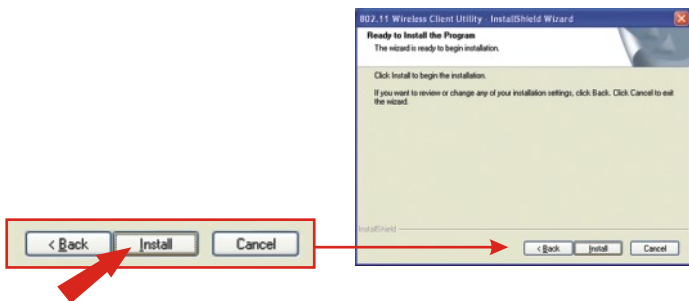 802.11 Wireless Client Utility - InstallShield Wizard
Ready to Install the Program
The wizard is ready to begin installation.
Click Install to begin the installation.
If you want to review or change any of your installation settings, click Back. Click Cancel to exit
the wizard.
InstallShield
< Back Install Cancel
< Back Install Cancel